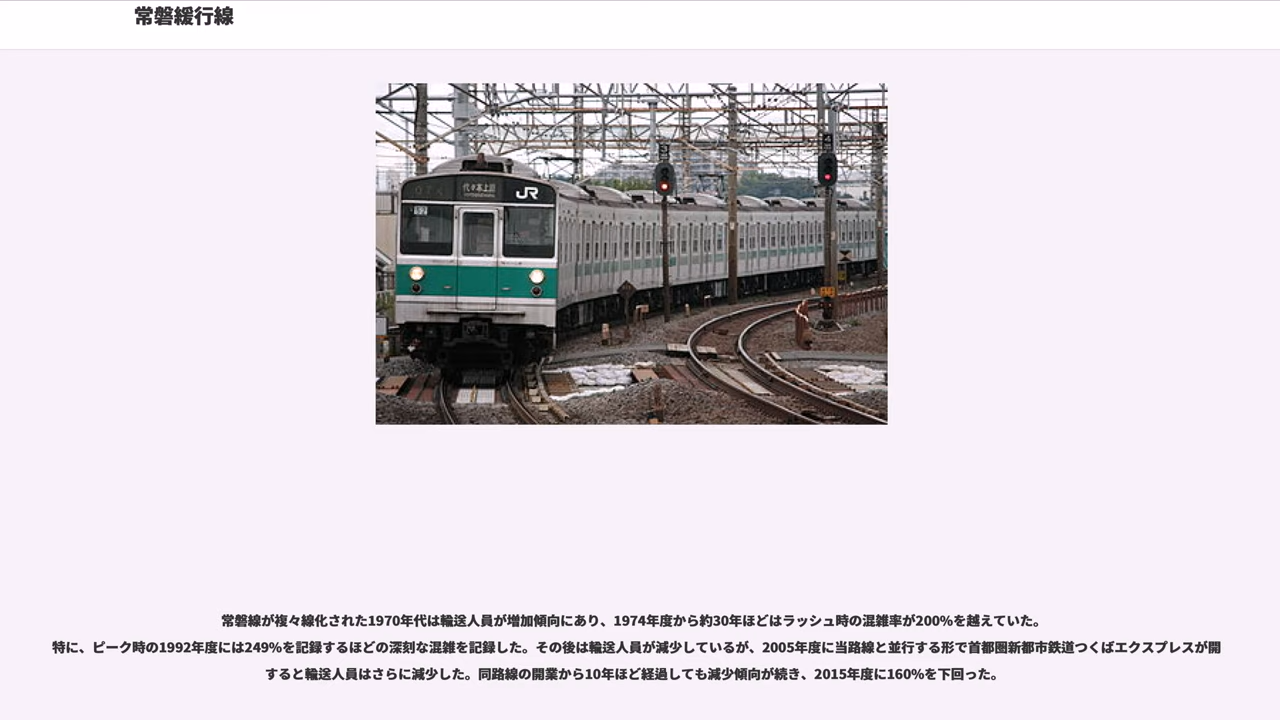 常磐緩行線
代々木上原
JR
常磐線が複々線化された1970年代は輸送人員が増加傾向にあり、1974年度から約30年ほどはラッシュ時の混雑率が200%を越えていた。
特に、ピーク時の1992年度には249%を記録するほどの深刻な混雑を記録した。その後は輸送人員が減少しているが、2005年度に当路線と並行する形で首都圏新都市鉄道つくばエクスプレスが開
すると輸送人員はさらに減少した。同路線の開業から10年ほど経過しても減少傾向が続き、2015年度に160%を下回った。